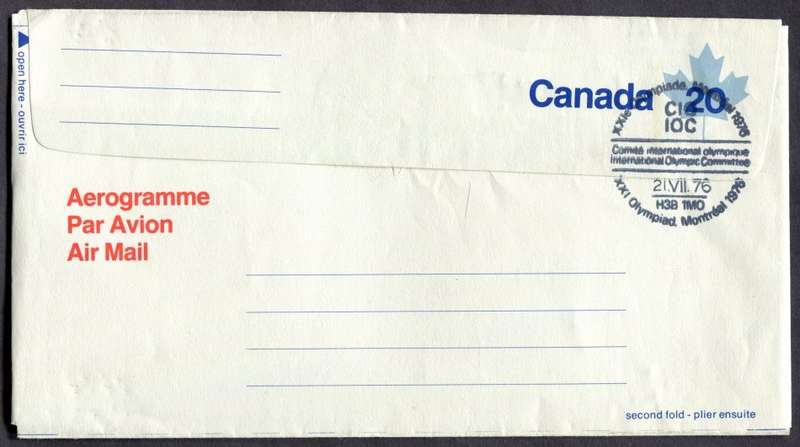 open here - ouvrir ici
Canada 20
XXIe Olympiade, Montréal 1976
CIO
IOC
Comité international olympique
International Olympic Committee
21.VII.76
H3B 1M0
XXI Olympiad, Montréal 1976
Aerogramme
Par Avion
Air Mail
second fold - plier ensuite